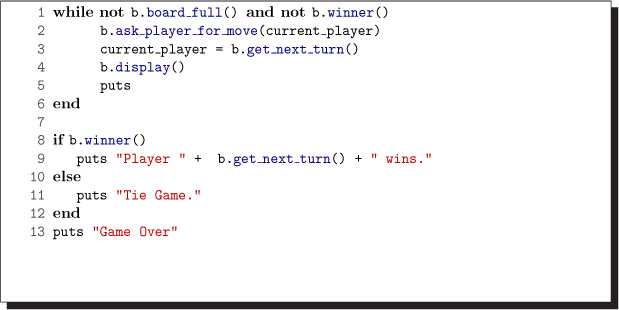 1 while not b.board_full() and not b.winner()
2 b.ask_player_for_move(current_player)
3 current_player = b.get_next_turn()
4 b.display()
5 puts
6 end
7
8 if b.winner()
9 puts "Player " + b.get_next_turn() + " wins."
10 else
11 puts "Tie Game."
12 end
13 puts "Game Over"